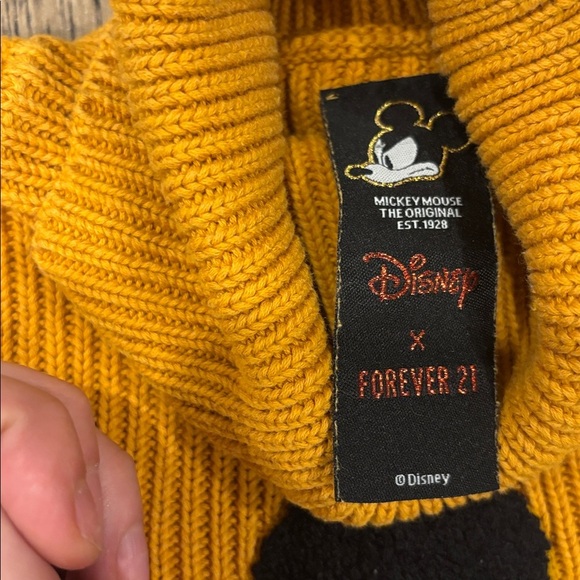 MICKEY MOUSE
THE ORIGINAL
EST. 1928
Disney
X
FOREVER 21
©Disney